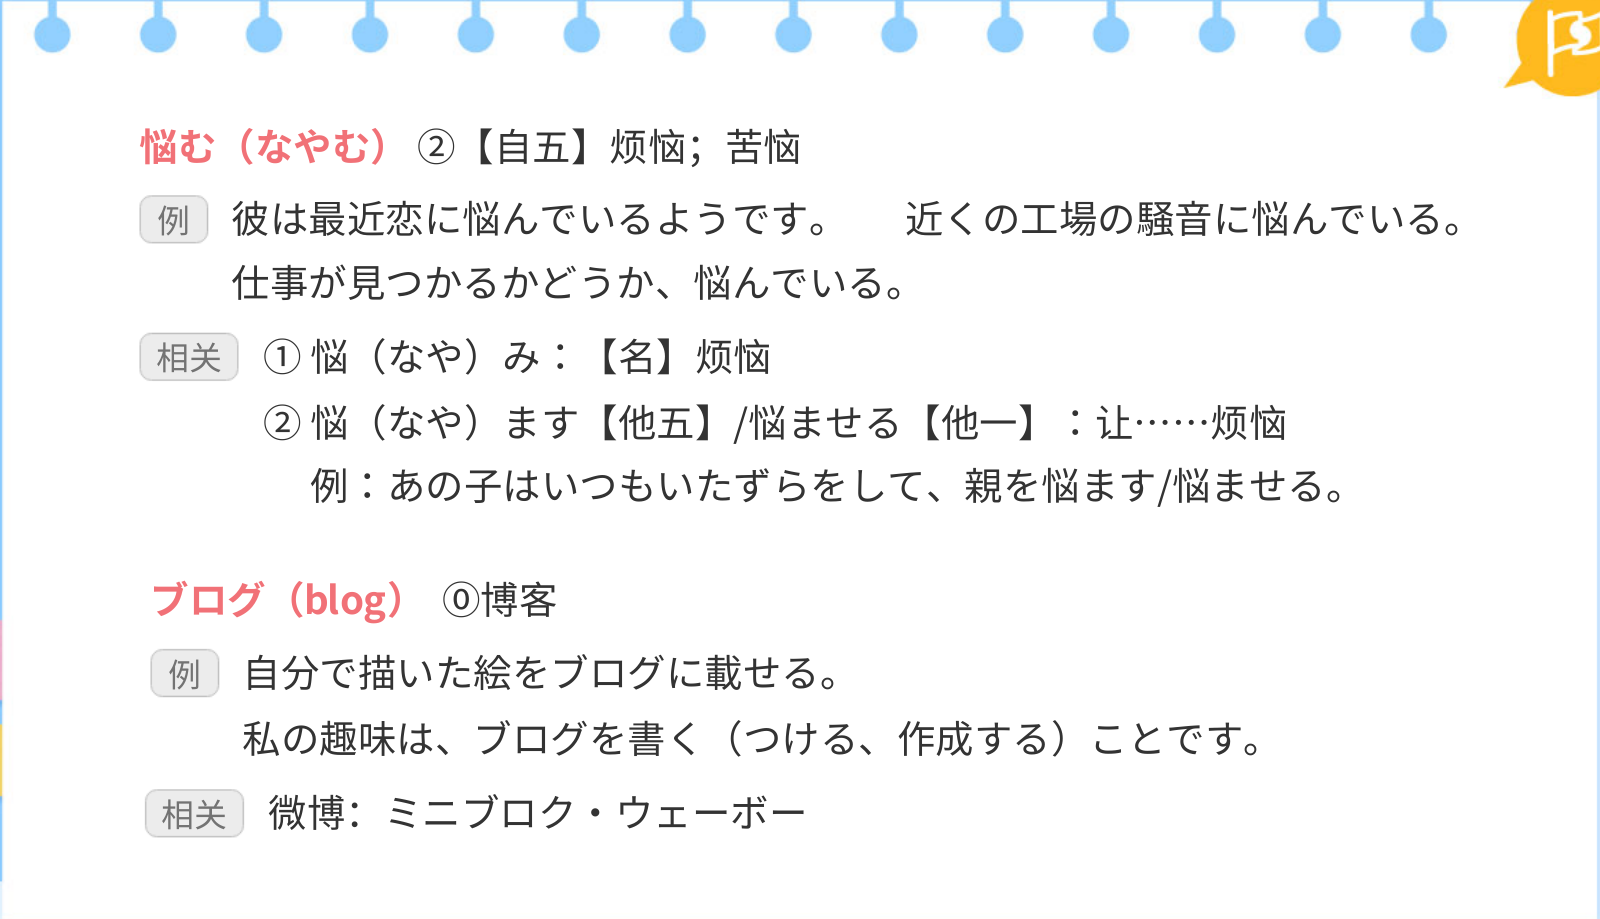 悩む（なやむ） ②【自五】烦恼；苦恼
例 彼は最近恋に悩んでいるようです。 近くの工場の騒音に悩んでいる。
仕事が見つかるかどうか、悩んでいる。
相关 ① 悩（なや）み：【名】烦恼
② 悩（なや）ます【他五】/悩ませる【他一】：让……烦恼
例：あの子はいつもいたずらをして、親を悩ます/悩ませる。
ブログ（blog） ⓪博客
例 自分で描いた絵をブログに載せる。
私の趣味は、ブログを書く（つける、作成する）ことです。
相关 微博：ミニブロク・ウェーボー